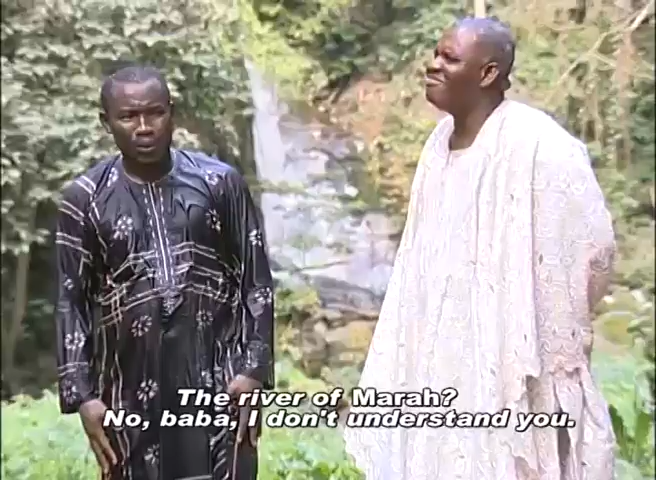 The river of Marah?
No, baba, I don't understand you.